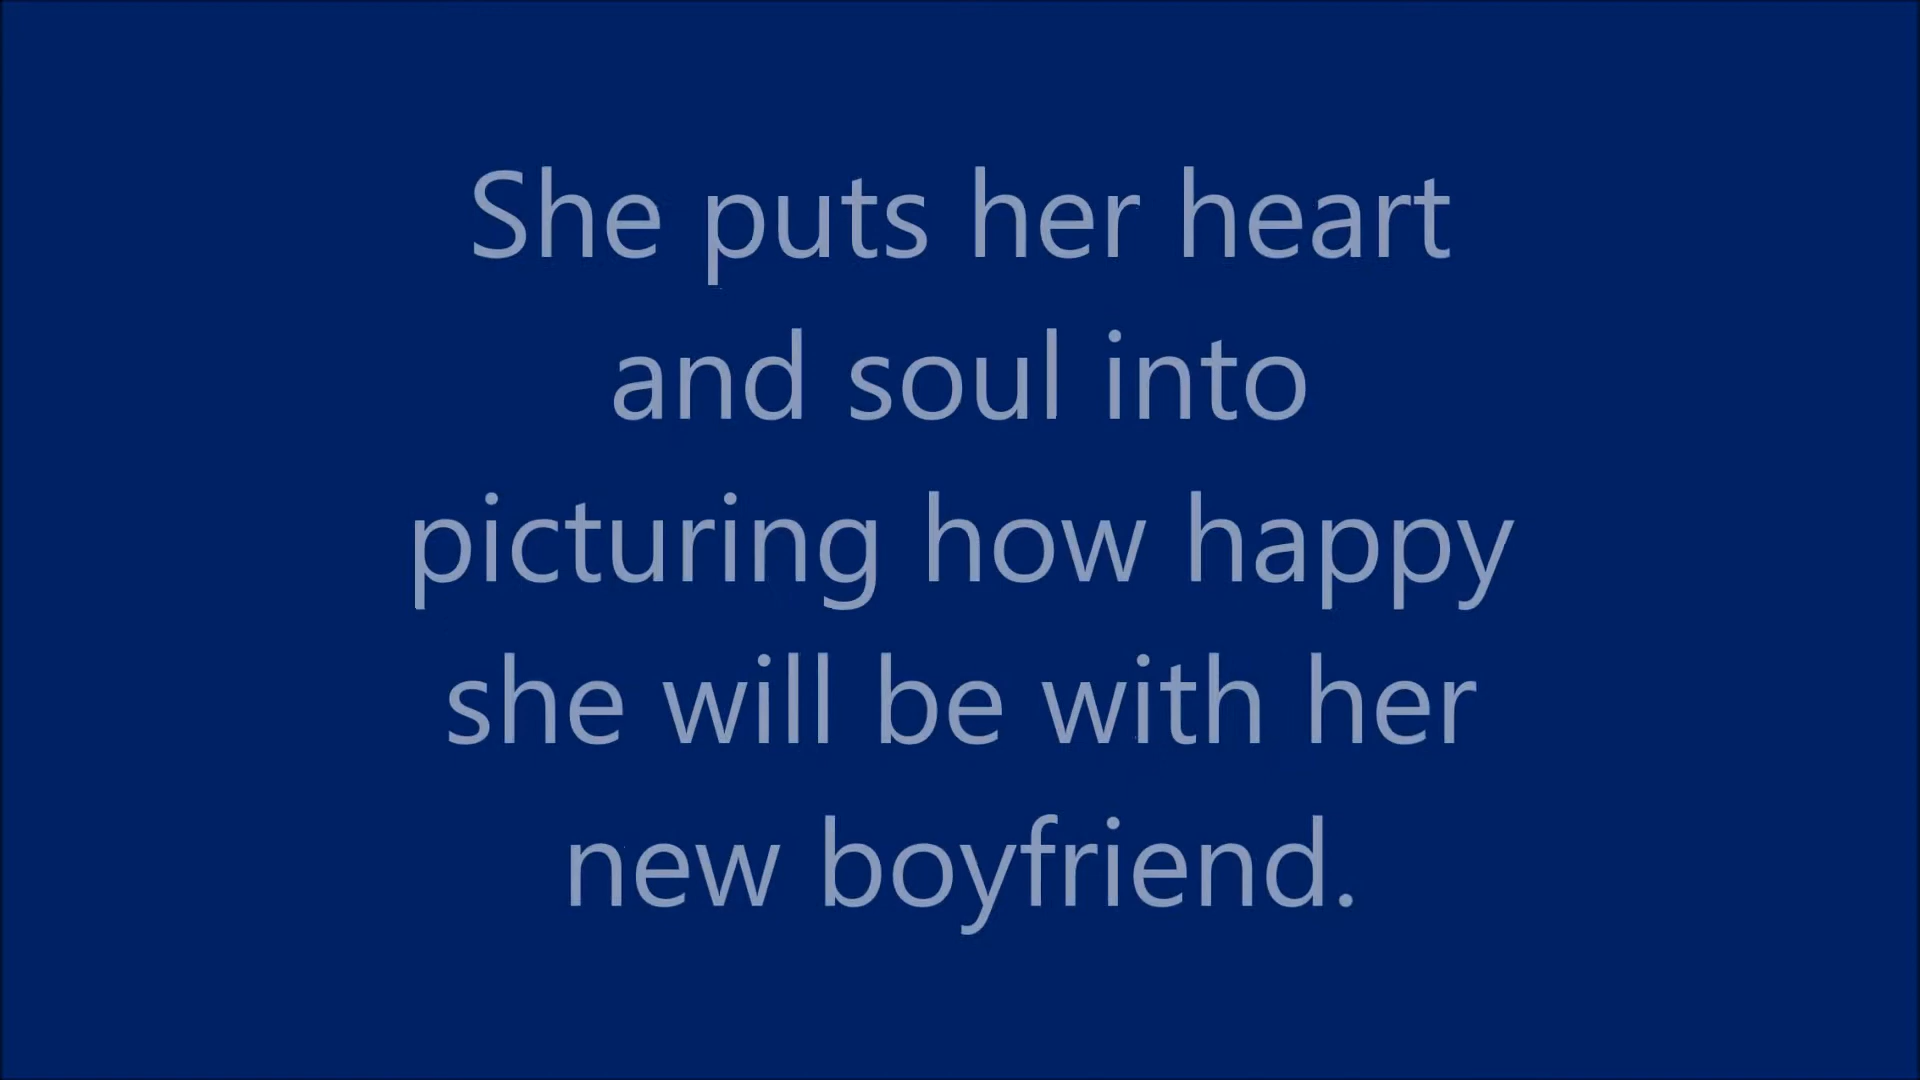 She puts her heart
and soul into
picturing how happy
she will be with her
new boyfriend.